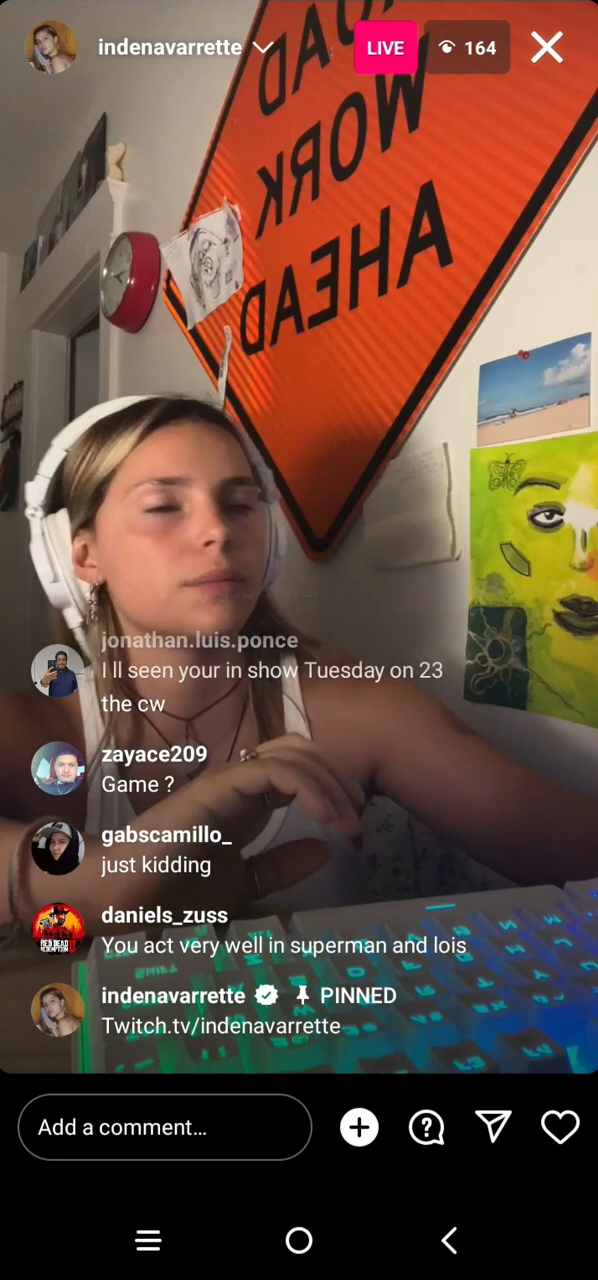 indenavarrette
LIVE
164
ROAD
WORK
AHEAD
jonathan.luis.ponce
I ll seen your in show Tuesday on 23
the cw
zayace209
Game ?
gabscamillo_
just kidding
daniels_zuss
You act very well in superman and lois
indenavarrette PINNED
Twitch.tv/indenavarrette
Add a comment...